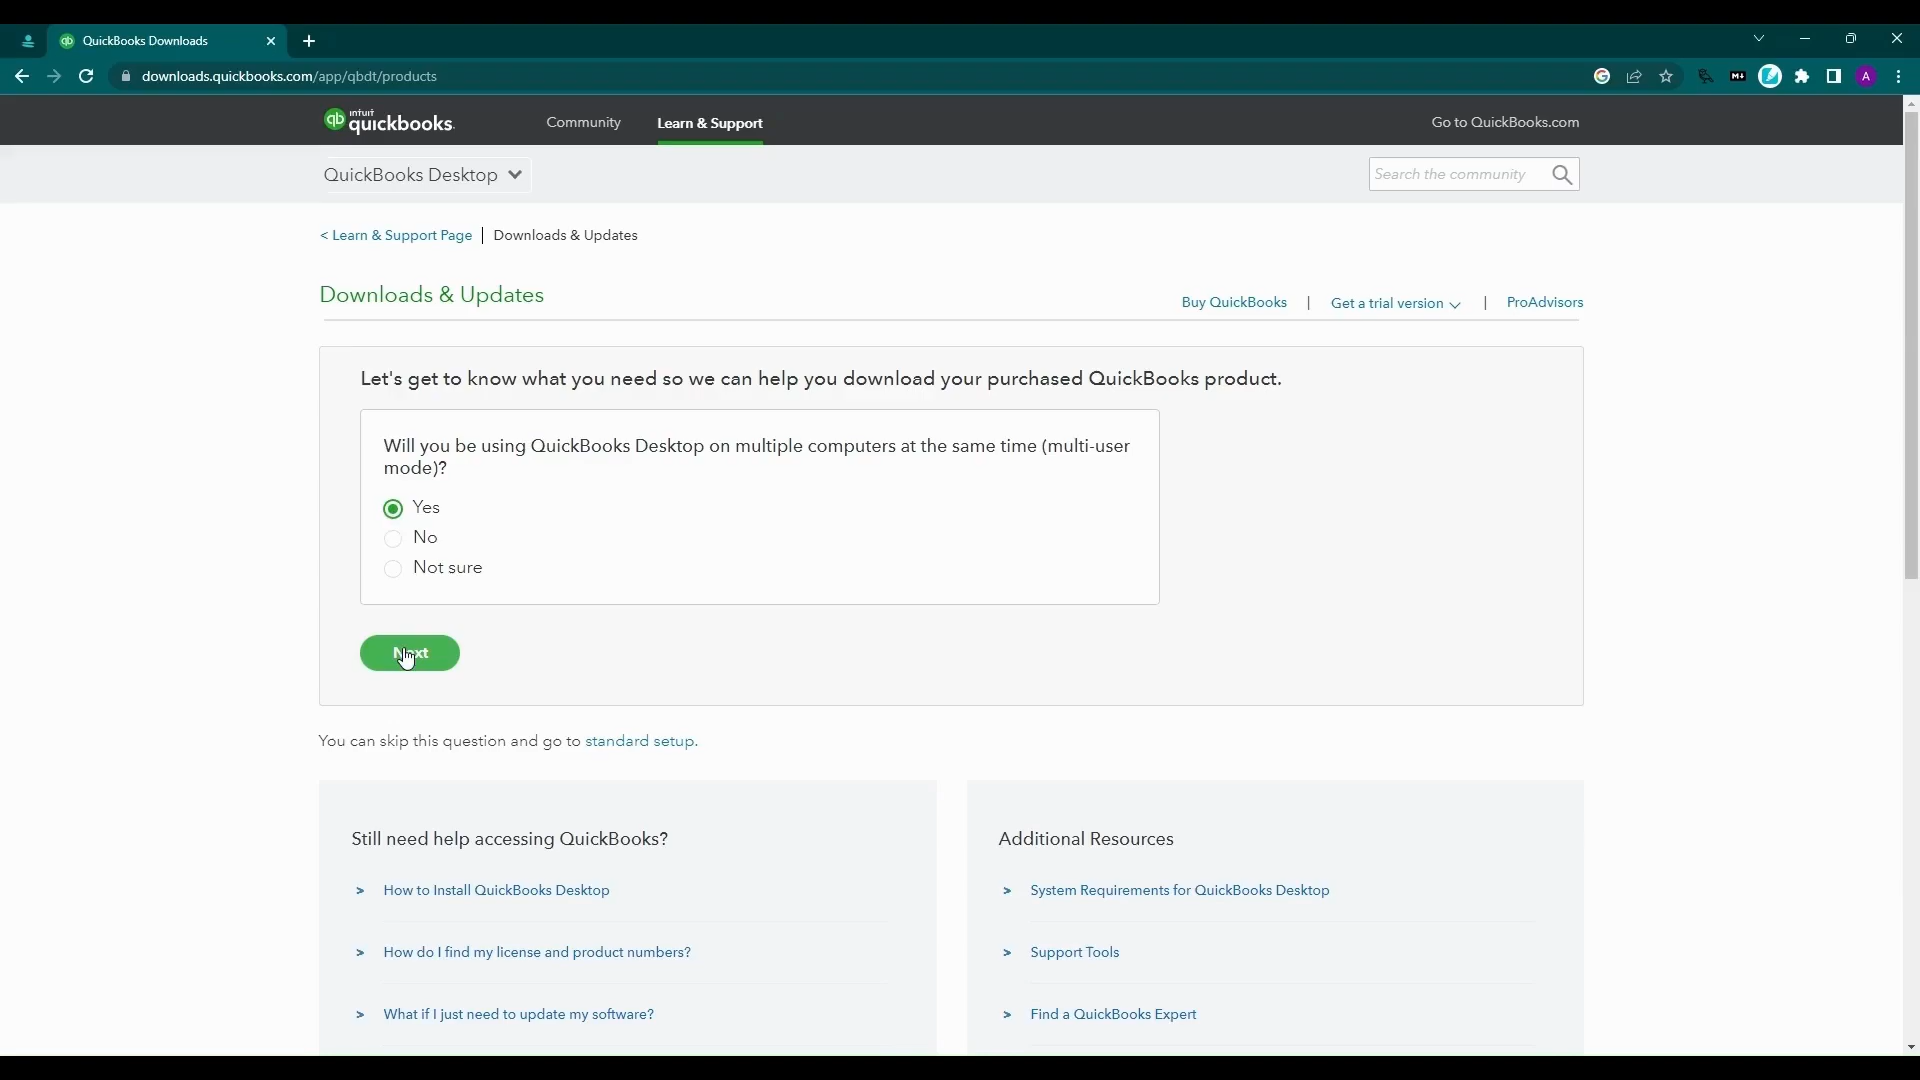 QuickBooks Downloads
downloads.quickbooks.com/app/qbdt/products
A
intuit
qb quickbooks.
Community
Learn & Support
Go to QuickBooks.com
QuickBooks Desktop
Search the community
< Learn & Support Page
Downloads & Updates
Downloads & Updates
Buy QuickBooks
|
Get a trial version
|
ProAdvisors
Let's get to know what you need so we can help you download your purchased QuickBooks product.
Will you be using QuickBooks Desktop on multiple computers at the same time (multi-user
mode)?
Yes
No
Not sure
Next
You can skip this question and go to standard setup.
Still need help accessing QuickBooks?
> How to Install QuickBooks Desktop
> How do I find my license and product numbers?
> What if I just need to update my software?
Additional Resources
> System Requirements for QuickBooks Desktop
> Support Tools
> Find a QuickBooks Expert